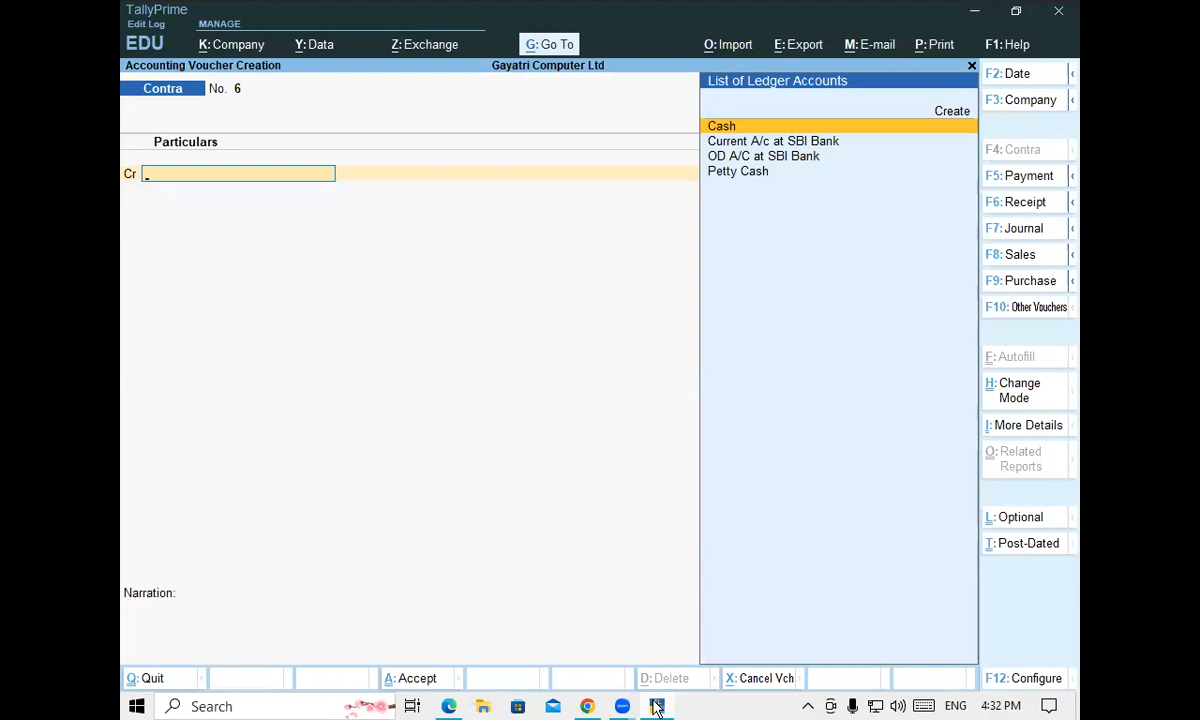 TallyPrime
Edit Log
MANAGE
EDU
K: Company
Y: Data
Z: Exchange
G: Go To
O: Import
E: Export
M: E-mail
P: Print
F1: Help
Accounting Voucher Creation
Gayatri Computer Ltd
Contra No. 6
Particulars
Cr
Narration:
List of Ledger Accounts
Create
Cash
Current A/c at SBI Bank
OD A/C at SBI Bank
Petty Cash
F2: Date
F3: Company
F4: Contra
F5: Payment
F6: Receipt
F7: Journal
F8: Sales
F9: Purchase
F10: Other Vouchers
F: Autofill
H: Change
Mode
I: More Details
O: Related
Reports
L: Optional
T: Post-Dated
Q: Quit
A: Accept
D: Delete
X: Cancel Vch
F12: Configure
Search
ENG
4:32 PM